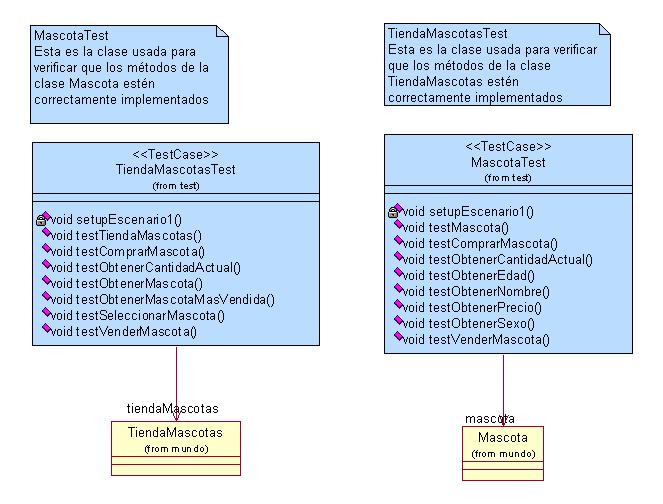 MascotaTest
Esta es la clase usada para
verificar que los métodos de la
clase Mascota estén
correctamente implementados
TiendaMascotasTest
Esta es la clase usada para verificar
que los métodos de la clase
TiendaMascotas estén
correctamente implementados
<<TestCase>>
TiendaMascotasTest
(from test)
void setupEscenario1()
void testTiendaMascotas()
void testComprarMascota()
void testObtenerCantidadActual()
void testObtenerMascota()
void testObtenerMascotaMasVendida()
void testSeleccionarMascota()
void testVenderMascota()
<<TestCase>>
MascotaTest
(from test)
void setupEscenario1()
void testMascota()
void testComprarMascota()
void testObtenerCantidadActual()
void testObtenerEdad()
void testObtenerNombre()
void testObtenerPrecio()
void testObtenerSexo()
void testVenderMascota()
tiendaMascotas
TiendaMascotas
(from mundo)
mascota
Mascota
(from mundo)